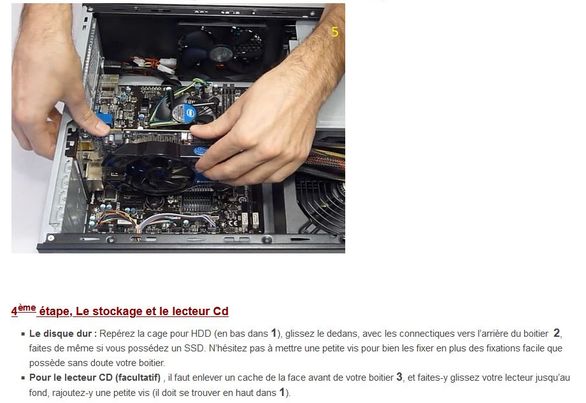 5
4ème étape, Le stockage et le lecteur Cd
Le disque dur : Repérez la cage pour HDD (en bas dans 1), glissez le dedans, avec les connectiques vers l'arrière du boitier 2,
faites de même si vous possédez un SSD. N'hésitez pas à mettre une petite vis pour bien les fixer en plus des fixations facile que
possède sans doute votre boitier.
Pour le lecteur CD (facultatif) , il faut enlever un cache de la face avant de votre boitier 3, et faites-y glissez votre lecteur jusqu'au
fond, rajoutez-y une petite vis (il doit se trouver en haut dans 1).